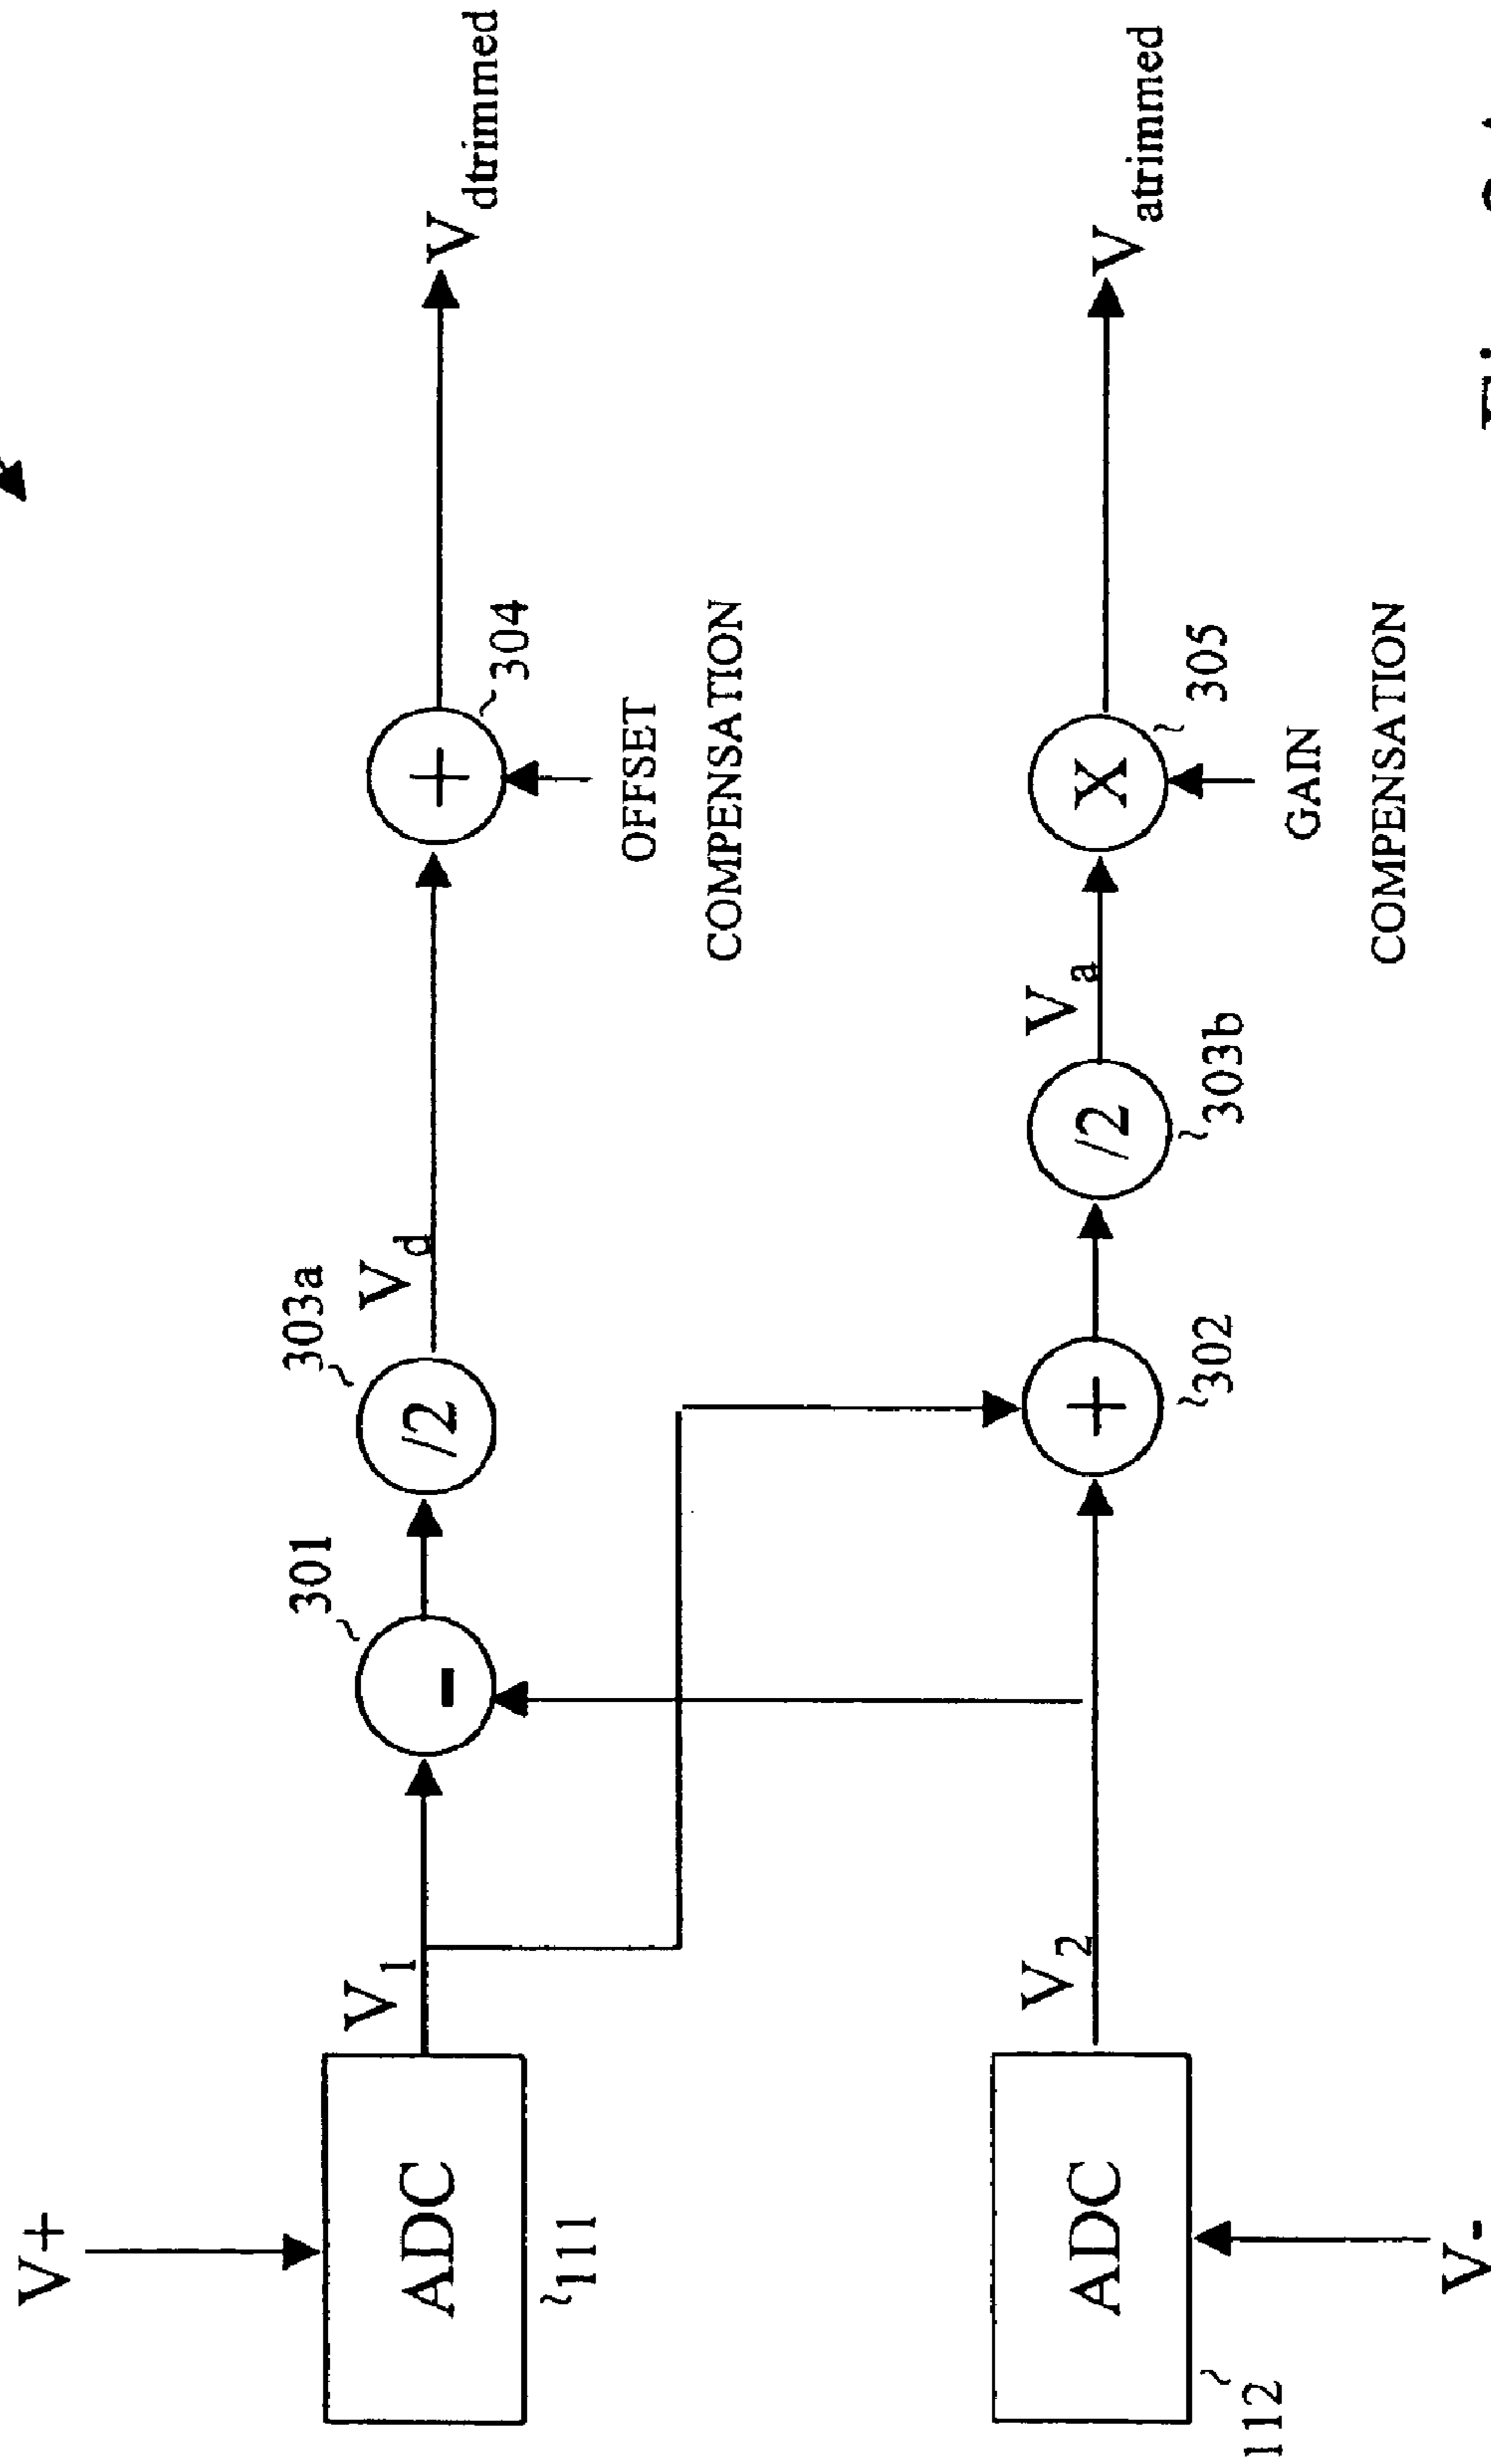 V+
ADC
111
V1
301
-
303a
/2
Vd
+
304
OFFSET
COMPENSATION
Vdtrimmed
V-
ADC
112
V2
+
302
/2
303b
Va
X
305
GAIN
COMPENSATION
Vatrimmed